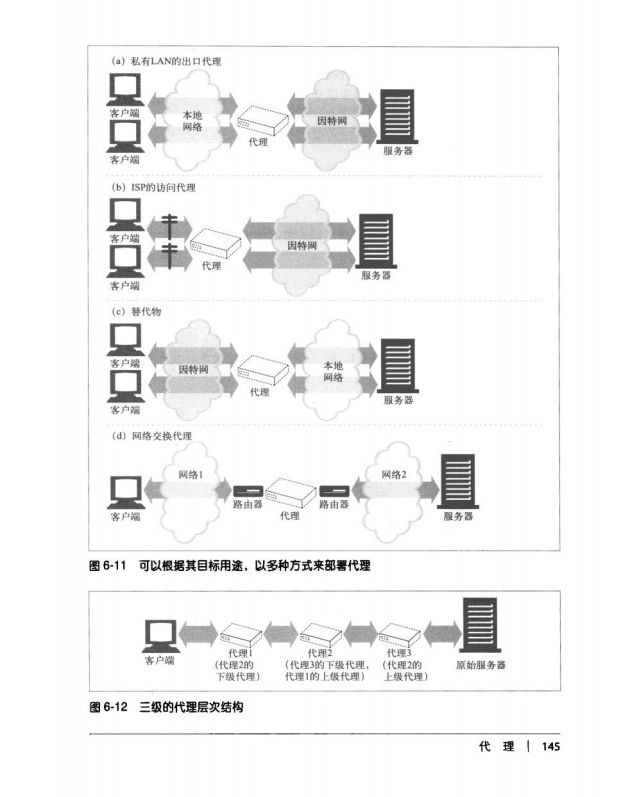 (a) 私有LAN的出口代理
客户端
本地
网络
客户端
代理
因特网
服务器
(b) ISP的访问代理
客户端
客户端
代理
因特网
服务器
(c) 替代物
客户端
客户端
因特网
代理
本地
网络
服务器
(d) 网络交换代理
客户端
网络1
路由器
代理
路由器
网络2
服务器
图 6-11 可以根据其目标用途，以多种方式来部署代理
客户端
代理1
(代理2的
下级代理)
代理2
(代理3的下级代理，
代理1的上级代理)
代理3
(代理2的
上级代理)
原始服务器
图 6-12 三级的代理层次结构
代 理 | 145